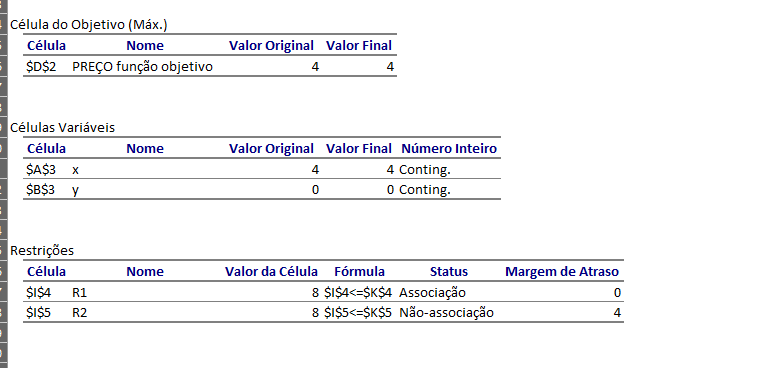 Célula do Objetivo (Máx.)
Célula Nome Valor Original Valor Final
$D$2 PREÇO função objetivo 4 4
Células Variáveis
Célula Nome Valor Original Valor Final Número Inteiro
$A$3 x 4 4 Conting.
$B$3 y 0 0 Conting.
Restrições
Célula Nome Valor da Célula Fórmula Status Margem de Atraso
$I$4 R1 8 $I$4<=$K$4 Associação 0
$I$5 R2 8 $I$5<=$K$5 Não-associação 4